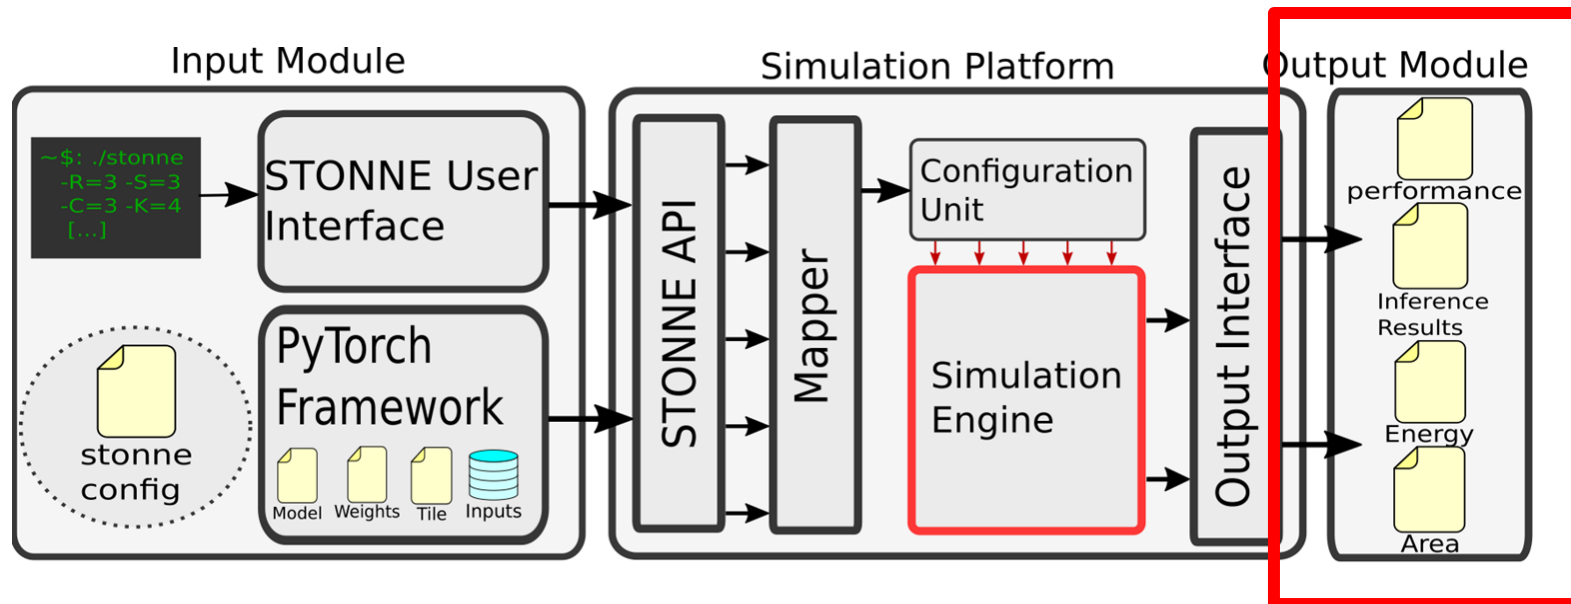 Input Module
~$: ./stonne
-R=3 -S=3
-C=3 -K=4
[...]
STONNE User
Interface
stonne
config
PyTorch
Framework
Model
Weights
Tile
Inputs
Simulation Platform
STONNE API
Mapper
Configuration
Unit
Simulation
Engine
Output Interface
Output Module
performance
Inference
Results
Energy
Area